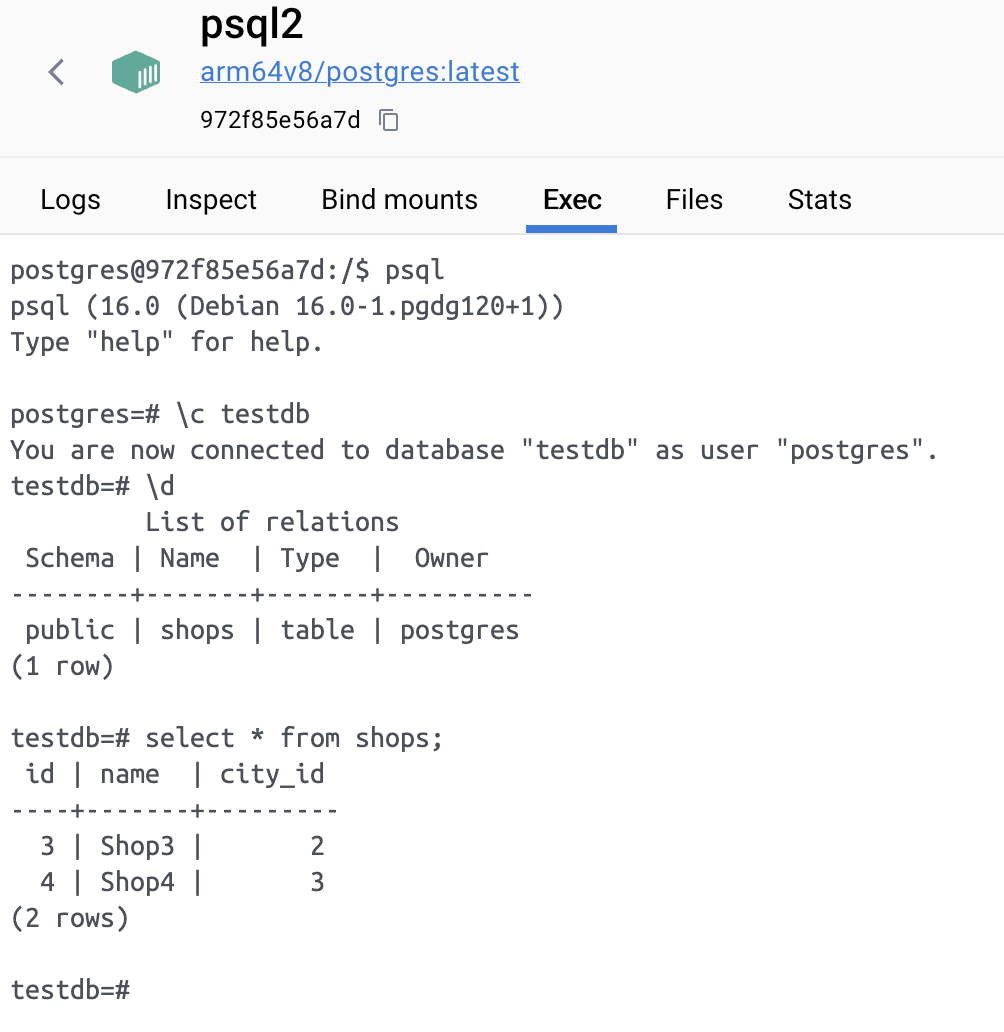 psql2
arm64v8/postgres:latest
972f85e56a7d
Logs Inspect Bind mounts Exec Files Stats
postgres@972f85e56a7d:/$ psql
psql (16.0 (Debian 16.0-1.pgdg120+1))
Type "help" for help.
postgres=# \c testdb
You are now connected to database "testdb" as user "postgres".
testdb=# \d
         List of relations
 Schema | Name  | Type  |  Owner
--------+-------+-------+----------
 public | shops | table | postgres
(1 row)
testdb=# select * from shops;
 id | name  | city_id
----+-------+---------
  3 | Shop3 |       2
  4 | Shop4 |       3
(2 rows)
testdb=#